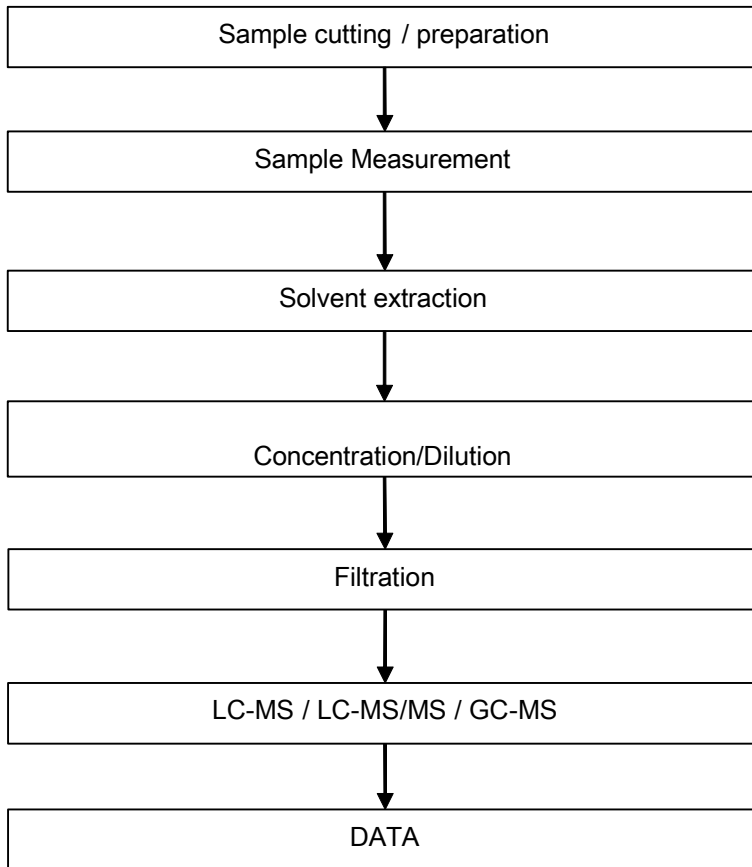 Sample cutting / preparation
Sample Measurement
Solvent extraction
Concentration/Dilution
Filtration
LC-MS / LC-MS/MS / GC-MS
DATA